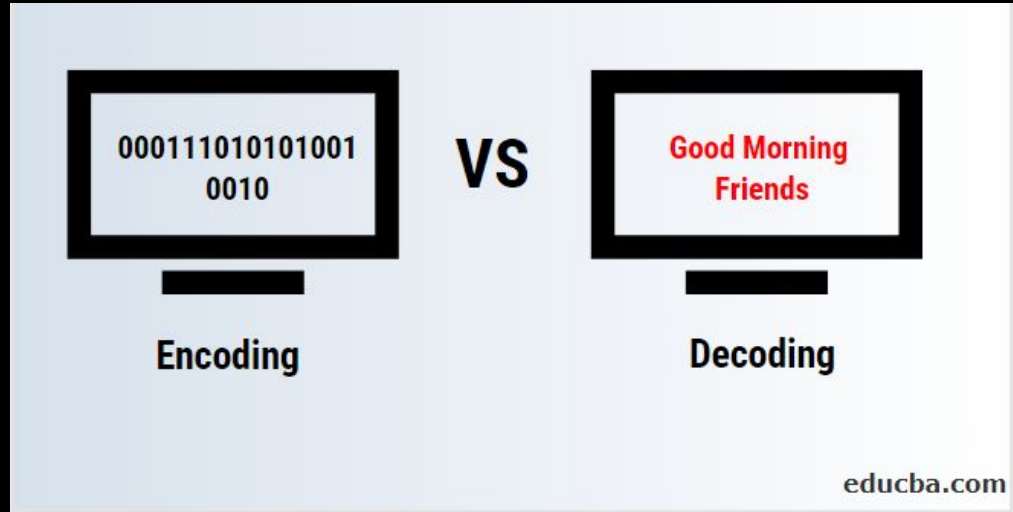 000111010101001
0010
VS
Good Morning
Friends
Encoding
Decoding
educba.com